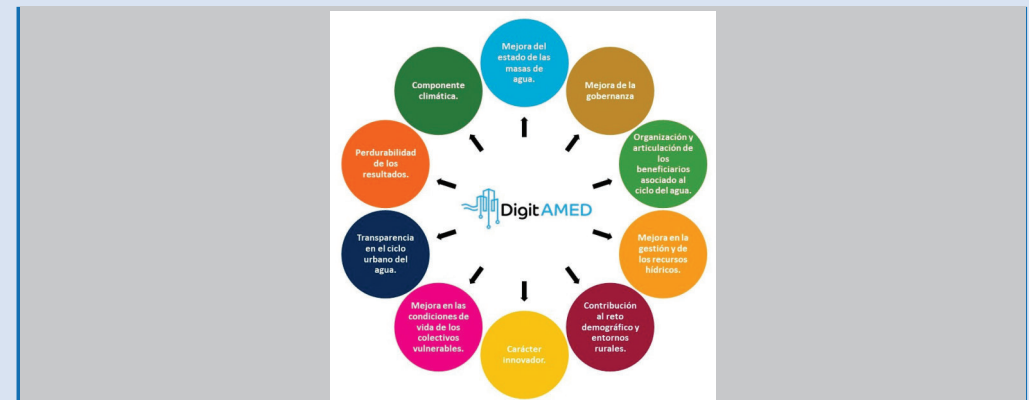 Mejora del
estado de las
masas de
agua.
Mejora de la
gobernanza
Organización y
articulación de
los
beneficiarios
asociado al
ciclo del agua.
Mejora en la
gestión y de
los recursos
hídricos.
Contribución
al reto
demográfico y
entornos
rurales.
Carácter
innovador.
Mejora en las
condiciones de
vida de los
colectivos
vulnerables.
Transparencia
en el ciclo
urbano del
agua.
Perdurabilidad
de los
resultados.
Componente
climática.
DigitAMED